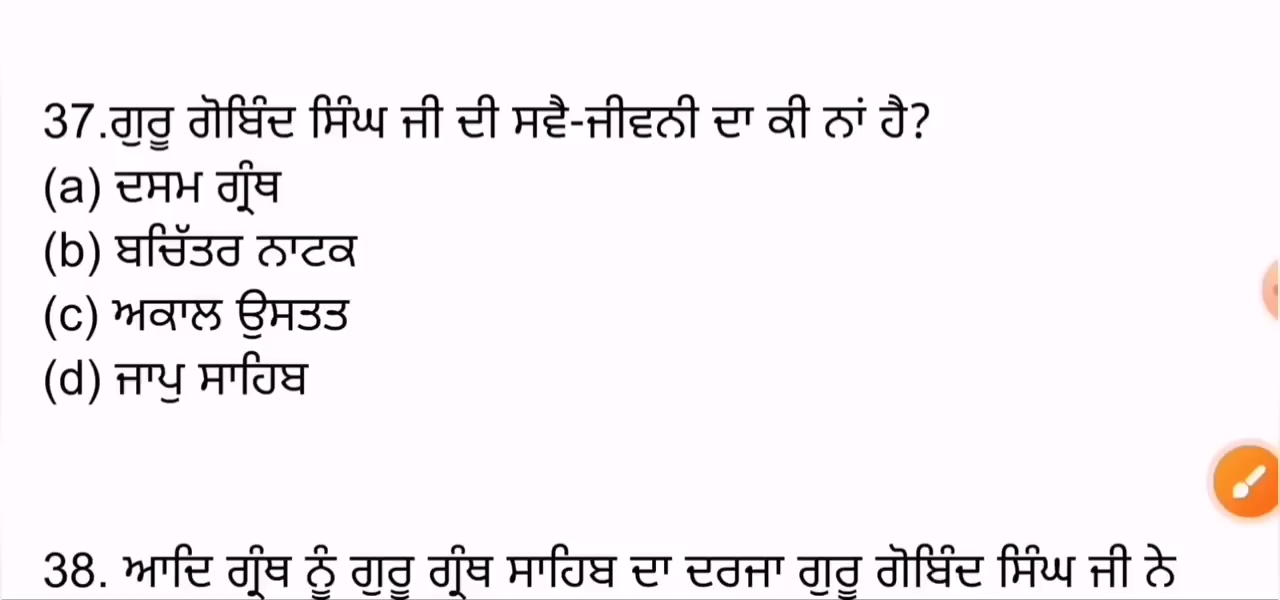 37.ਗੁਰੂ ਗੋਬਿੰਦ ਸਿੰਘ ਜੀ ਦੀ ਸਵੈ-ਜੀਵਨੀ ਦਾ ਕੀ ਨਾਂ ਹੈ?
(a) ਦਸਮ ਗ੍ਰੰਥ
(b) ਬਚਿੱਤਰ ਨਾਟਕ
(c) ਅਕਾਲ ਉਸਤਤ
(d) ਜਾਪੁ ਸਾਹਿਬ
38. ਆਦਿ ਗ੍ਰੰਥ ਨੂੰ ਗੁਰੂ ਗ੍ਰੰਥ ਸਾਹਿਬ ਦਾ ਦਰਜਾ ਗੁਰੂ ਗੋਬਿੰਦ ਸਿੰਘ ਜੀ ਨੇ